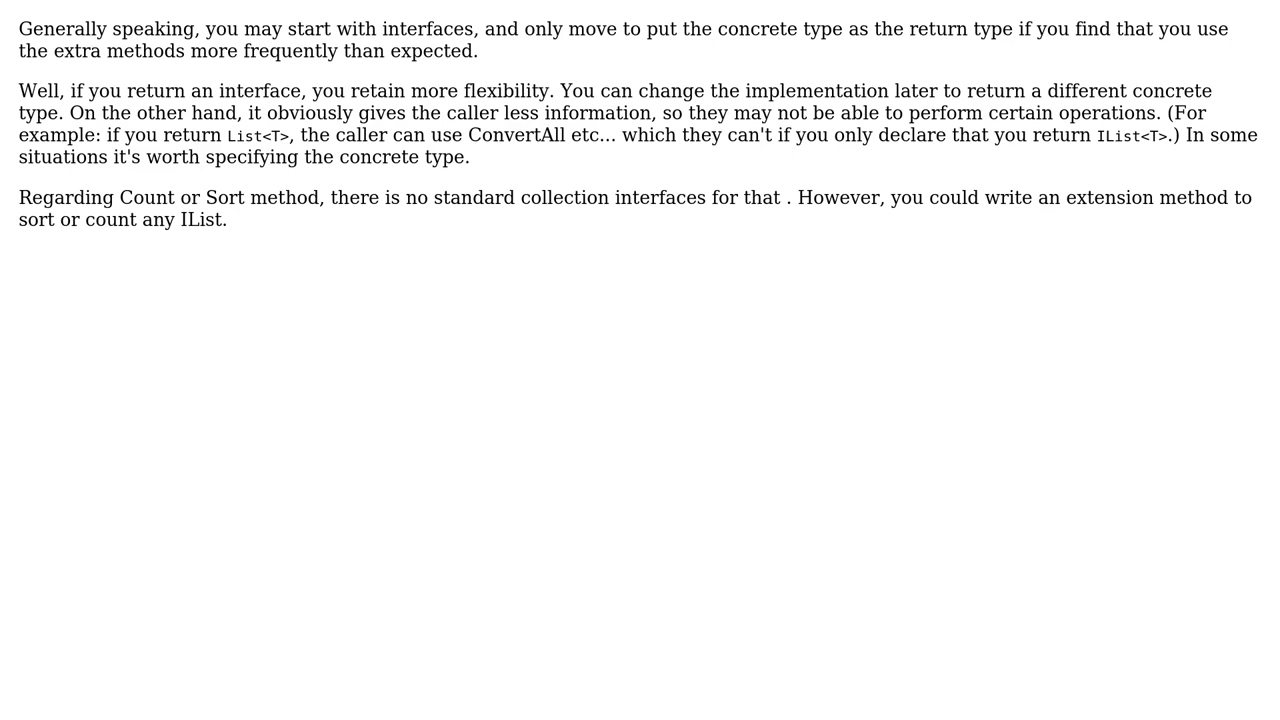 Generally speaking, you may start with interfaces, and only move to put the concrete type as the return type if you find that you use
the extra methods more frequently than expected.
Well, if you return an interface, you retain more flexibility. You can change the implementation later to return a different concrete
type. On the other hand, it obviously gives the caller less information, so they may not be able to perform certain operations. (For
example: if you return List<T>, the caller can use ConvertAll etc... which they can't if you only declare that you return IList<T>.) In some
situations it's worth specifying the concrete type.
Regarding Count or Sort method, there is no standard collection interfaces for that . However, you could write an extension method to
sort or count any IList.